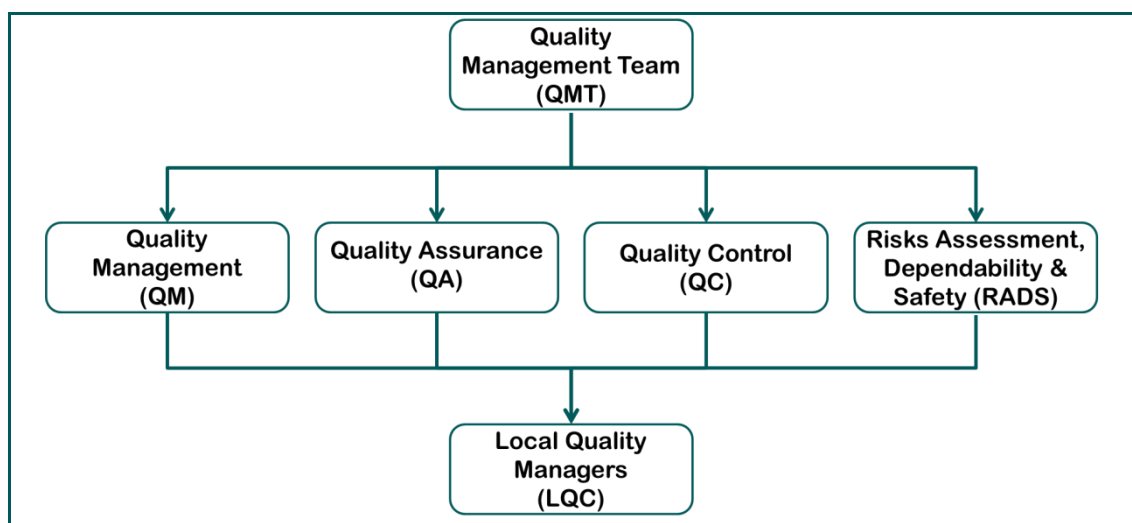 Quality
Management Team
(QMT)
Quality
Management
(QM)
Quality Assurance
(QA)
Quality Control
(QC)
Risks Assessment,
Dependability &
Safety (RADS)
Local Quality
Managers
(LQC)